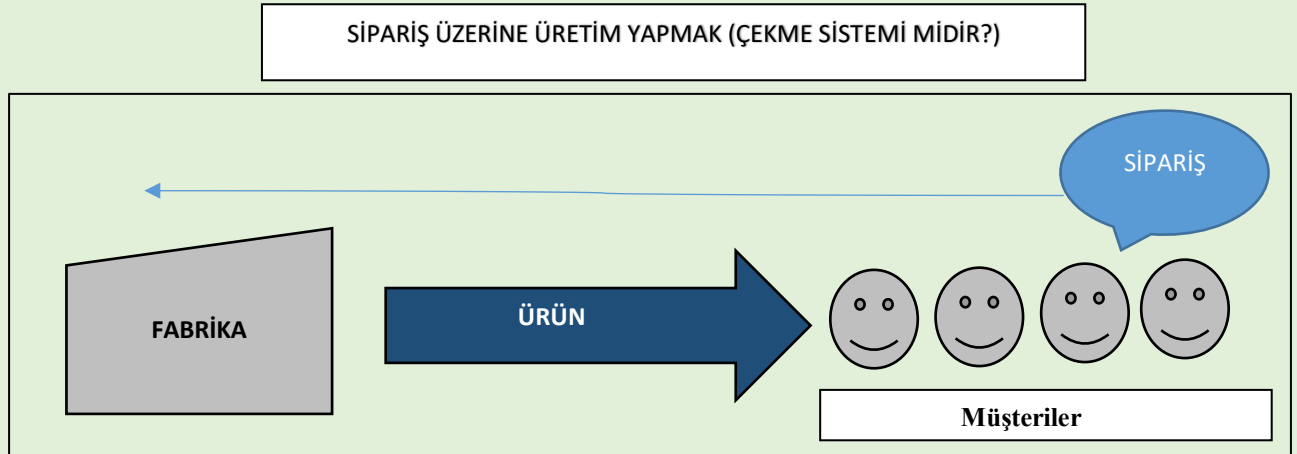 SİPARİŞ ÜZERİNE ÜRETİM YAPMAK (ÇEKME SİSTEMİ MİDİR?)
SİPARİŞ
ÜRÜN
FABRİKA
Müşteriler